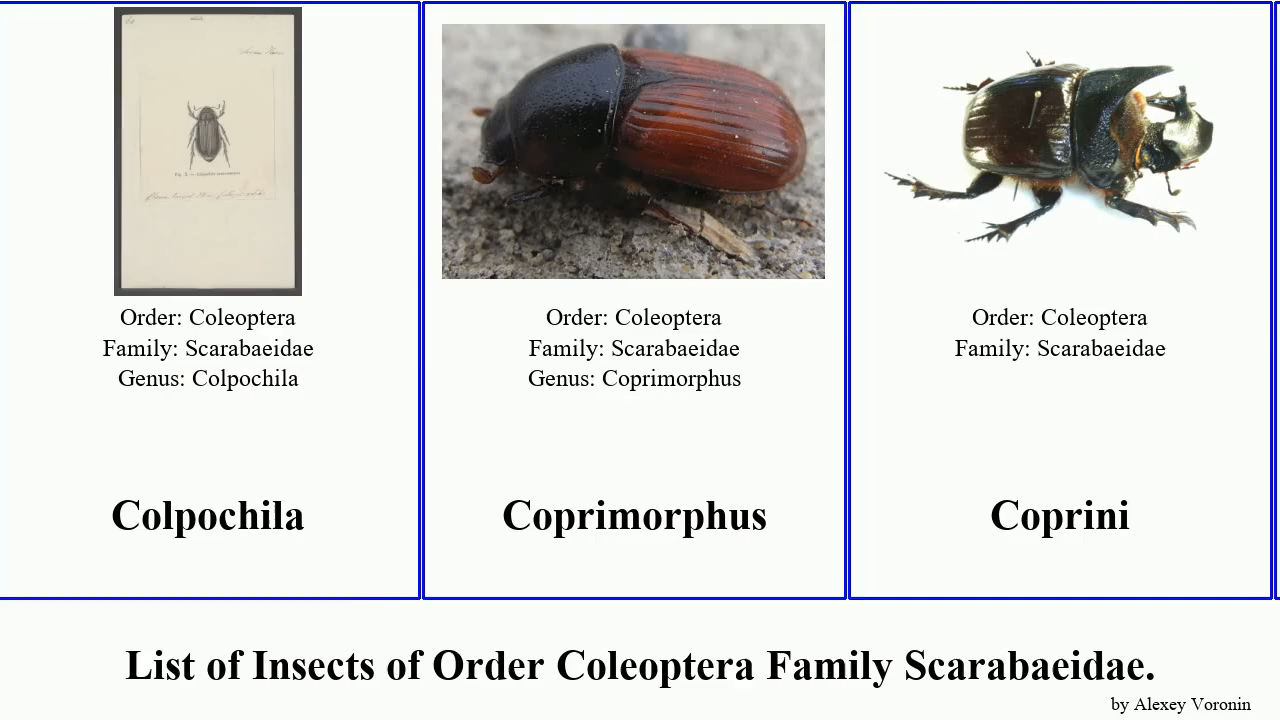 Order: Coleoptera
Family: Scarabaeidae
Genus: Colpochila
Colpochila
Order: Coleoptera
Family: Scarabaeidae
Genus: Coprimorphus
Coprimorphus
Order: Coleoptera
Family: Scarabaeidae
Coprini
List of Insects of Order Coleoptera Family Scarabaeidae.
by Alexey Voronin